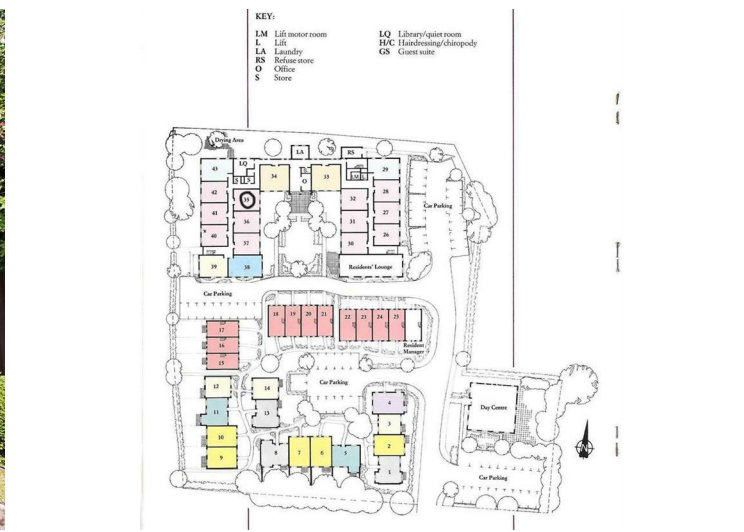 KEY:
LM Lift motor room
L Lift
LA Laundry
RS Refuse store
O Office
S Store
LQ Library/quiet room
H/C Hairdressing/chiropody
GS Guest suite
Drying Area
LA
RS
LQ
43
S S
34
S
O
33
LM
29
42
35
32
28
Car Parking
41
36
31
27
40
37
30
26
39
38
Residents' Lounge
Car Parking
18 19 20 21
22 23 24 25
17
16
15
Resident
Manager
12
14
Car Parking
11
13
4
Day Centre
3
10
2
9
8
7
6
5
1
N
Car Parking